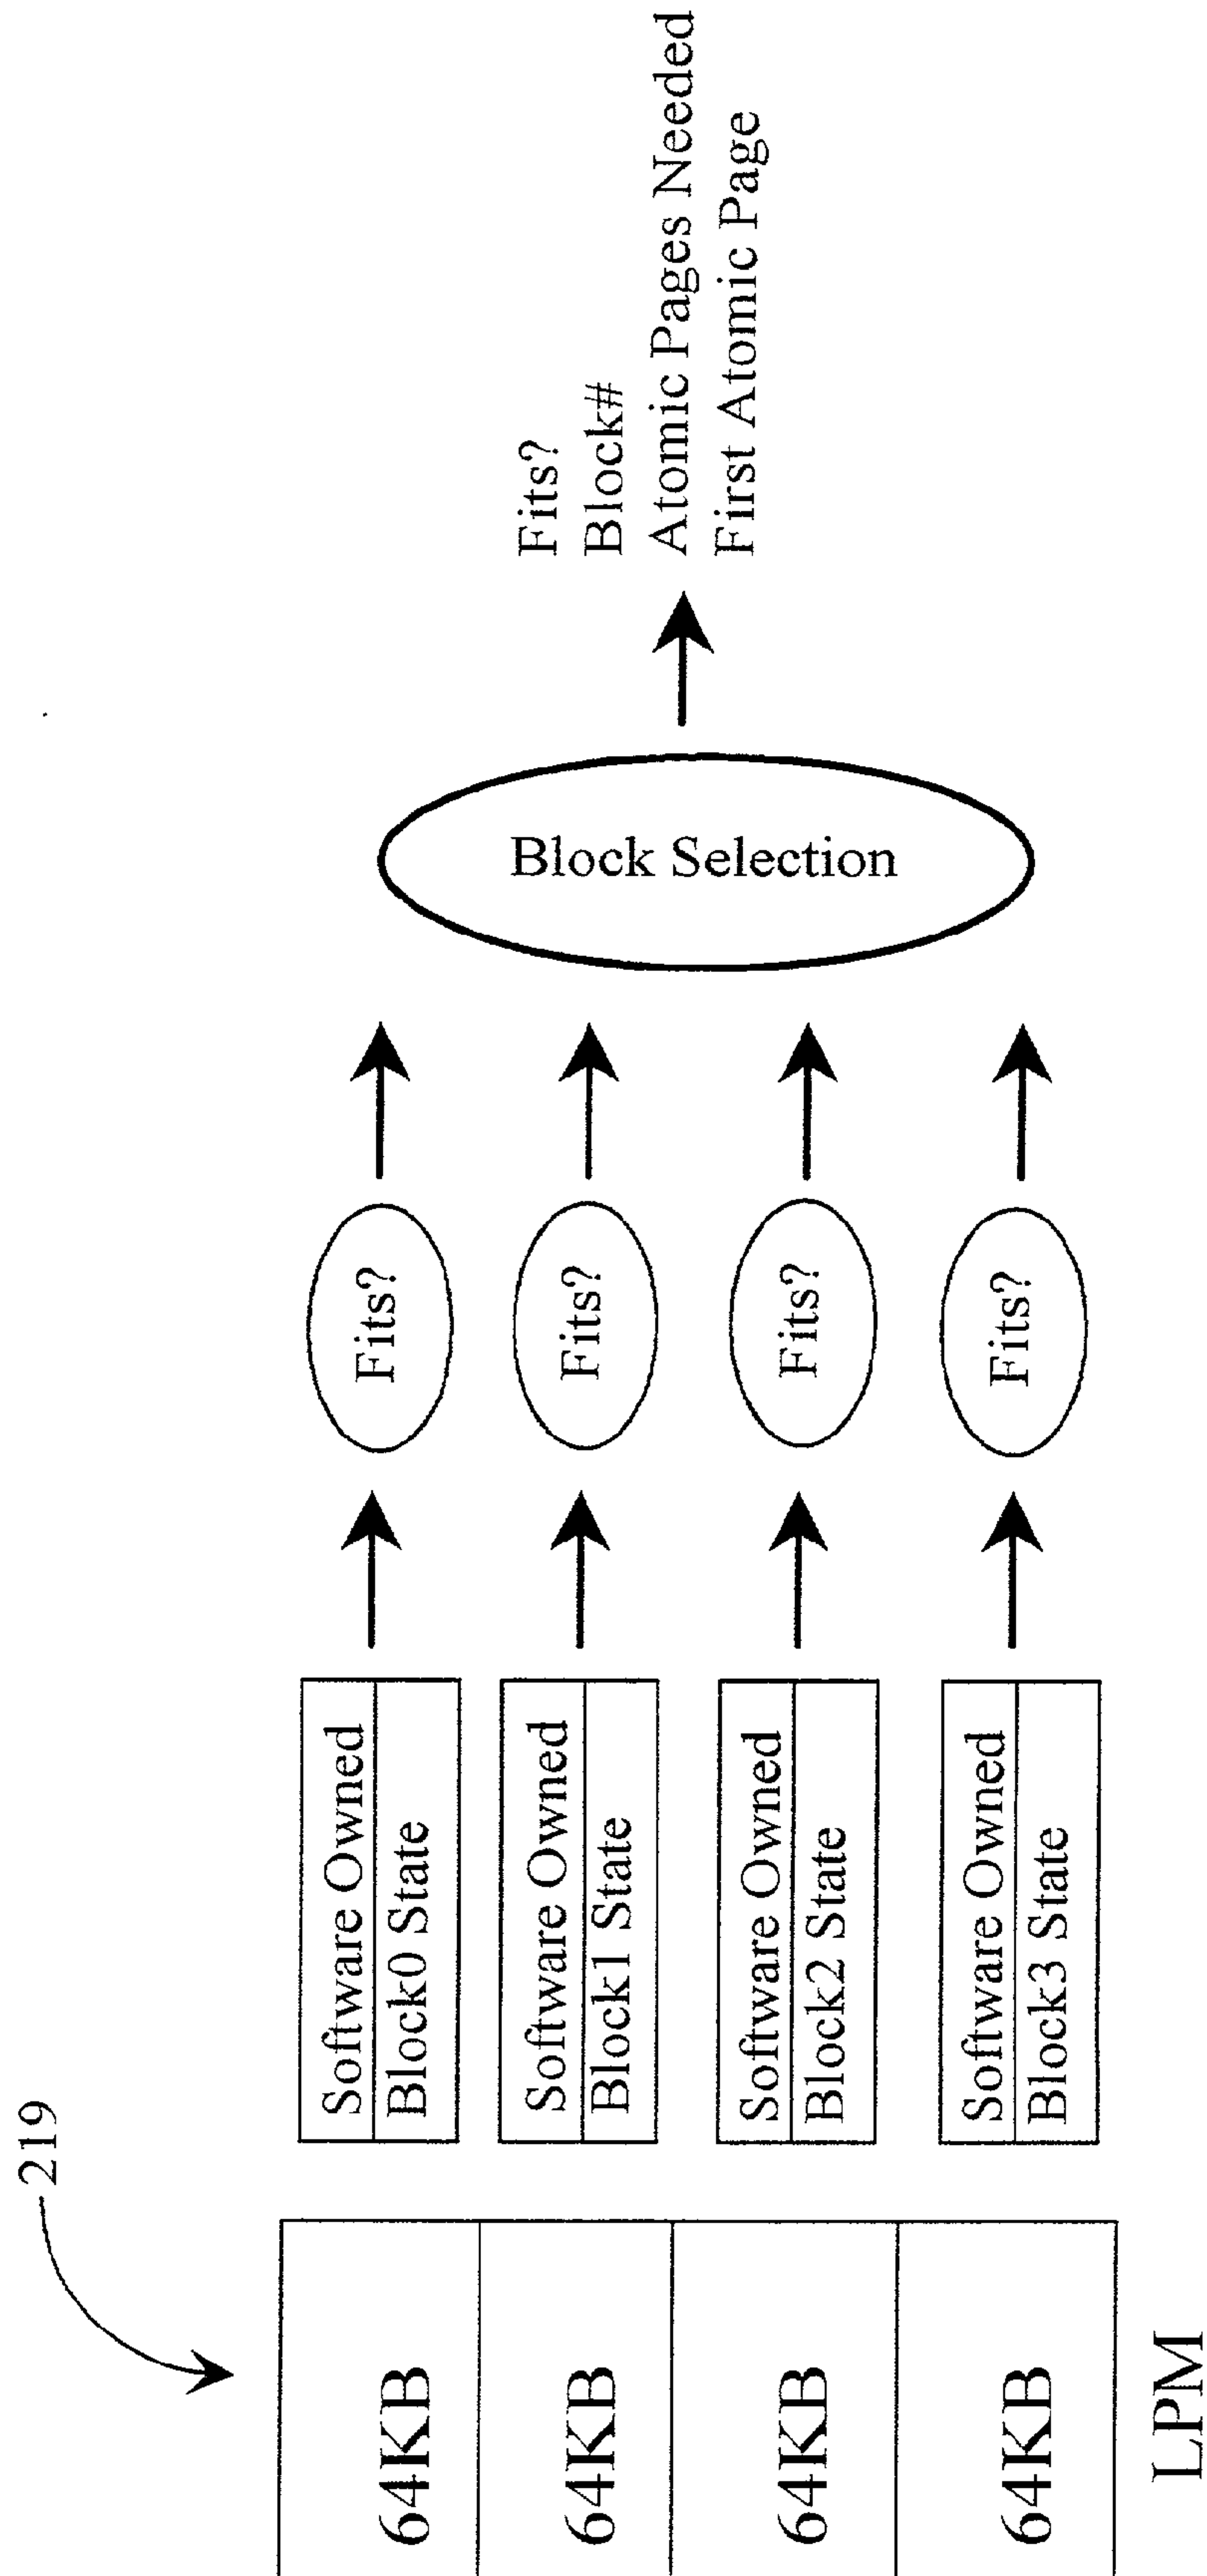 219
64KB
64KB
64KB
64KB
LPM
Software Owned
Block0 State
Software Owned
Block1 State
Software Owned
Block2 State
Software Owned
Block3 State
Fits?
Fits?
Fits?
Fits?
Block Selection
Fits?
Block#
Atomic Pages Needed
First Atomic Page